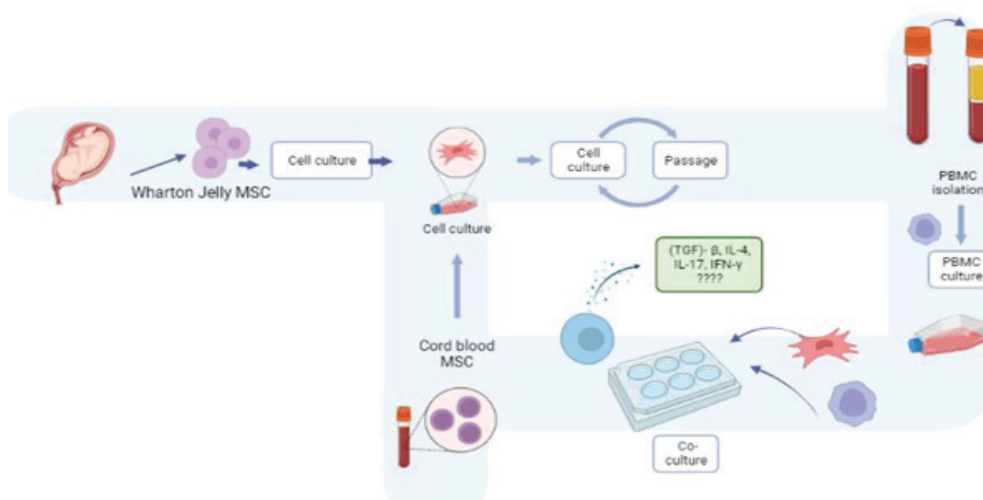 Wharton Jelly MSC
Cell culture
Cell culture
Cell
culture
Passage
PBMC
isolation
PBMC
culture
(TGF)- β, IL-4,
IL-17, IFN-γ
????
Cord blood
MSC
Co-
culture